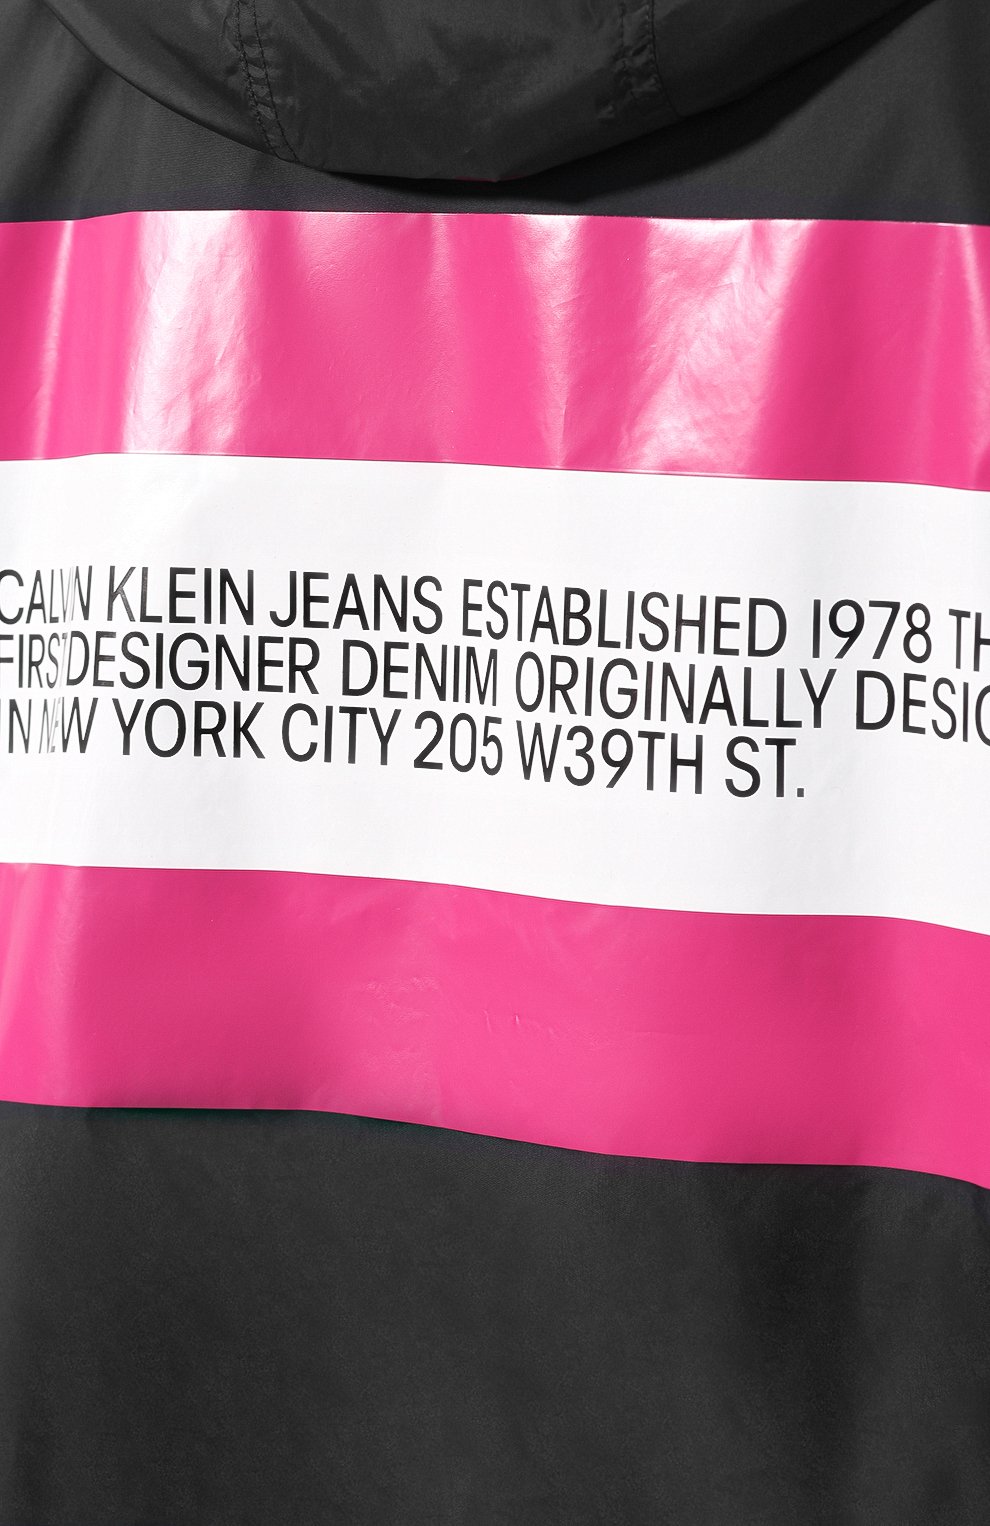 CALVIN KLEIN JEANS ESTABLISHED 1978
FIRST DESIGNER DENIM ORIGINALLY
IN NEW YORK CITY 205 W39TH ST.